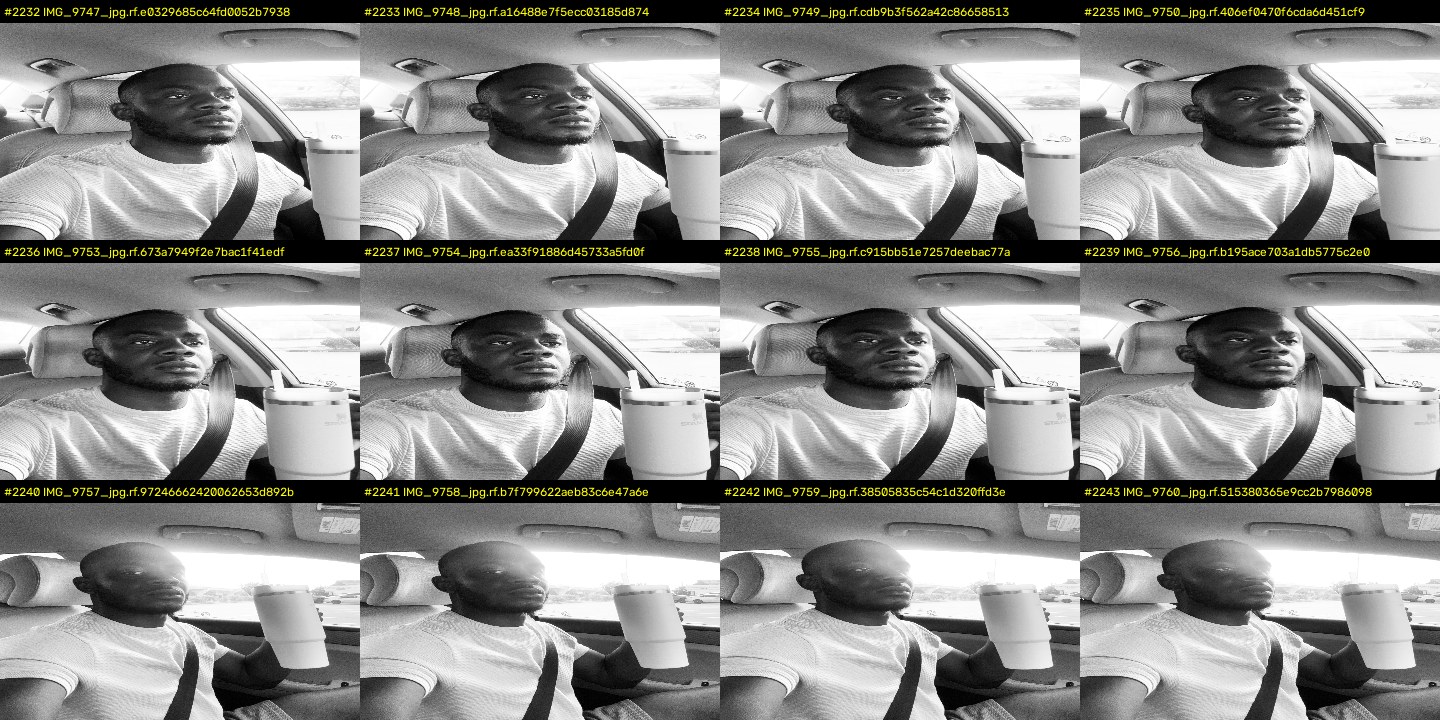 #2232 IMG_9747_jpg.rf.e0329685c64fd0052b7938
#2233 IMG_9748_jpg.rf.a16488e7f5ecc03185d874
#2234 IMG_9749_jpg.rf.cdb9b3f562a42c86658513
#2235 IMG_9750_jpg.rf.406ef0470f6cda6d451cf9
#2236 IMG_9753_jpg.rf.673a7949f2e7bac1f41edf
#2237 IMG_9754_jpg.rf.ea33f91886d45733a5fd0f
#2238 IMG_9755_jpg.rf.c915bb51e7257deebac77a
#2239 IMG_9756_jpg.rf.b195ace703a1db5775c2e0
#2240 IMG_9757_jpg.rf.97246662420062653d892b
#2241 IMG_9758_jpg.rf.b7f799622aeb83c6e47a6e
#2242 IMG_9759_jpg.rf.38505835c54c1d320ffd3e
#2243 IMG_9760_jpg.rf.515380365e9cc2b7986098